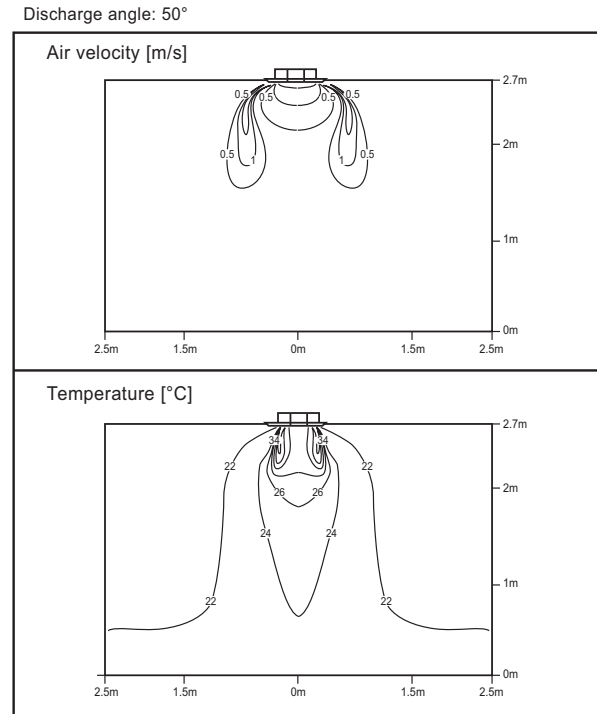 Discharge angle: 50°
Air velocity [m/s]
2.7m
0.5 0.5 0.5 0.5
2m
0.5 1 1 0.5
1m
0m
2.5m 1.5m 0m 1.5m 2.5m
Temperature [°C]
2.7m
34 34
22 22
2m
26 26
24 24
1m
22 22
0m
2.5m 1.5m 0m 1.5m 2.5m